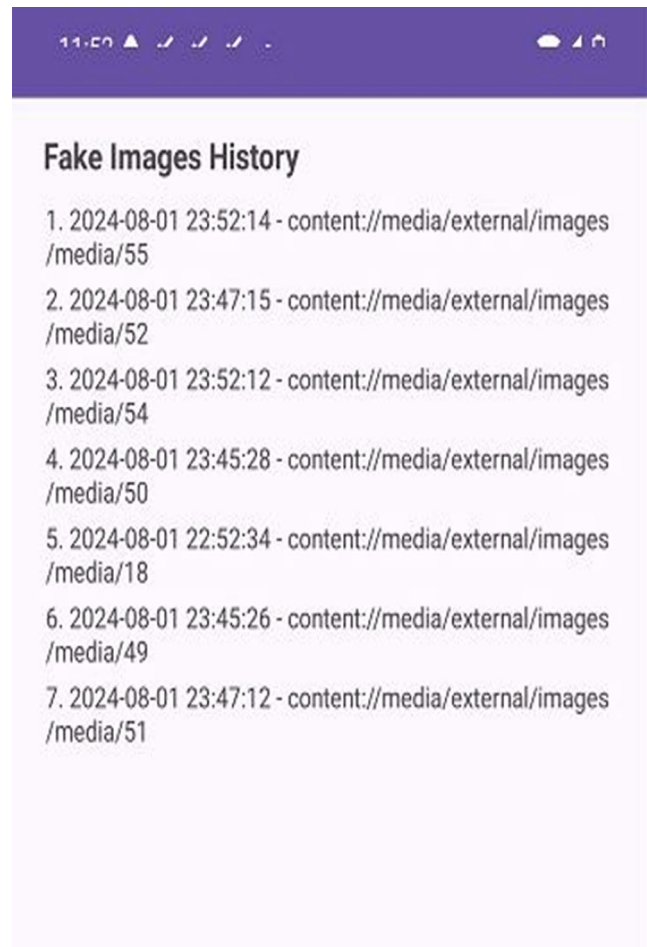 Fake Images History
1. 2024-08-01 23:52:14 - content://media/external/images
/media/55
2. 2024-08-01 23:47:15 - content://media/external/images
/media/52
3. 2024-08-01 23:52:12 - content://media/external/images
/media/54
4. 2024-08-01 23:45:28 - content://media/external/images
/media/50
5. 2024-08-01 22:52:34 - content://media/external/images
/media/18
6. 2024-08-01 23:45:26 - content://media/external/images
/media/49
7. 2024-08-01 23:47:12 - content://media/external/images
/media/51